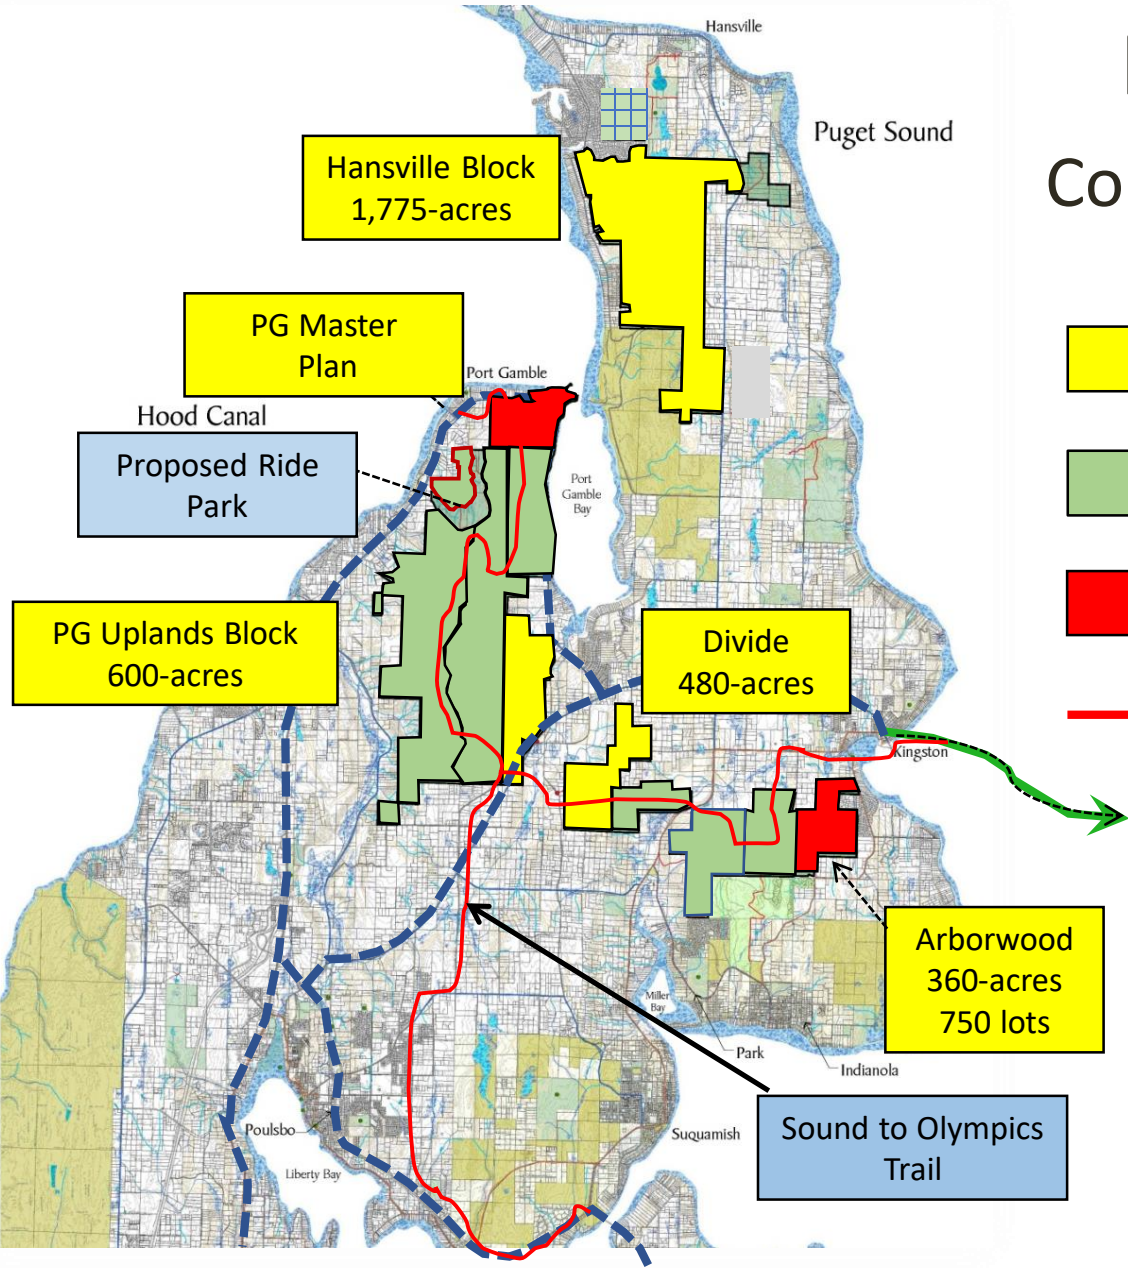 Hansville
Puget Sound
Co
Hansville Block
1,775-acres
PG Master
Plan
Port Gamble
Hood Canal
Proposed Ride
Park
Port
Gamble
Bay
PG Uplands Block
600-acres
Divide
480-acres
Kingston
Arborwood
360-acres
750 lots
Miller
Bay
Park
Indianola
Sound to Olympics
Trail
Suquamish
Poulsbo
Liberty Bay